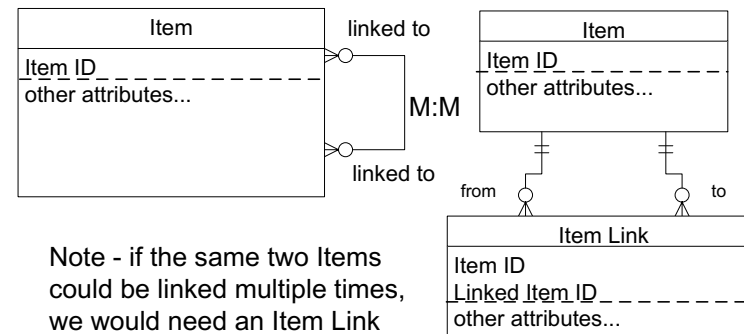 Item
Item ID
other attributes...
linked to
M:M
linked to
Item
Item ID
other attributes...
from
to
Item Link
Item ID
Linked Item ID
other attributes...
Note - if the same two Items
could be linked multiple times,
we would need an Item Link